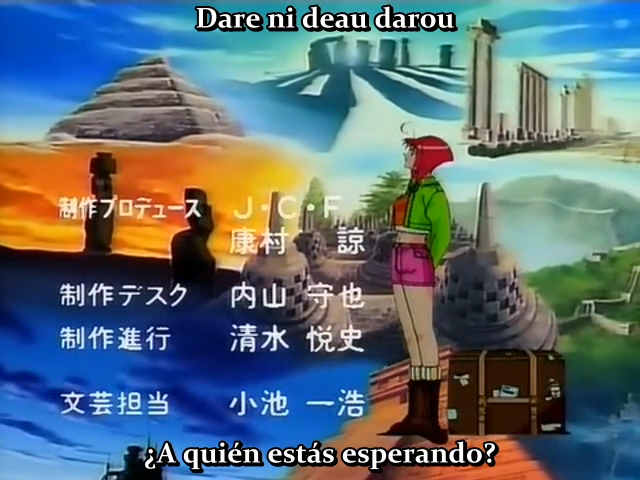 Dare ni deau darou
制作プロデュース J・C・F
康村 諒
制作デスク 内山 守也
制作進行 清水 悦史
文芸担当 小池 一浩
¿A quién estás esperando?